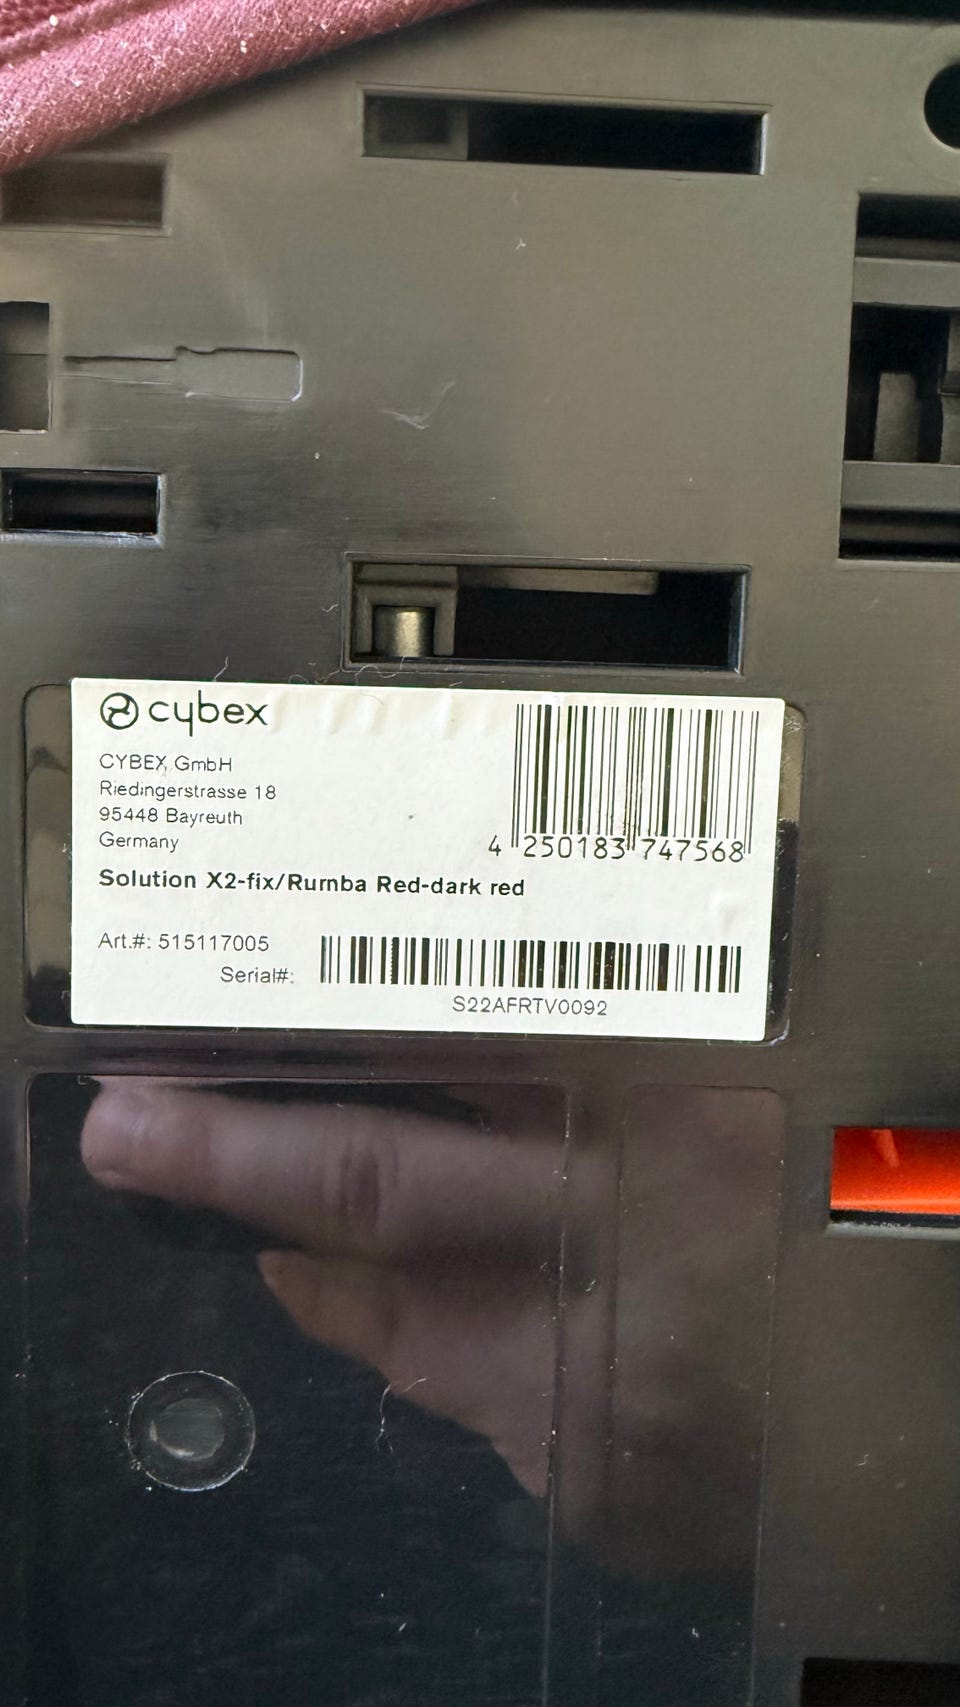 cybex
CYBEX GmbH
Riedingerstrasse 18
95448 Bayreuth
Germany
4 250183 747568
Solution X2-fix/Rumba Red-dark red
Art.#: 515117005
Serial#:
S22AFRTV0092